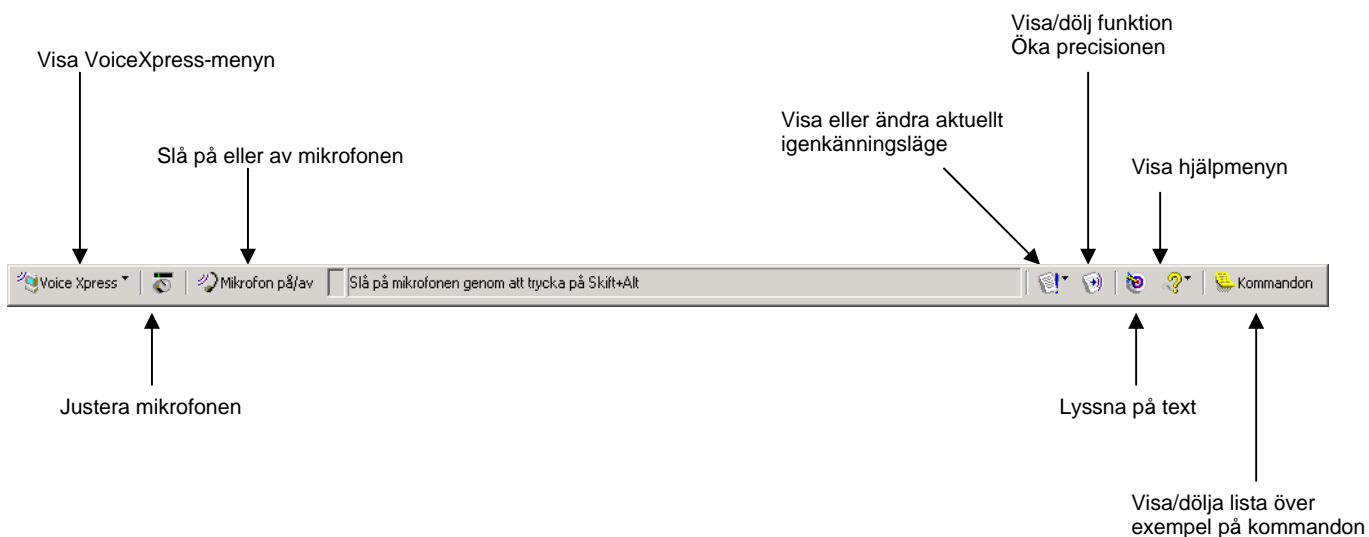 Visa/dölj funktion
Öka precisionen
Visa VoiceXpress-menyn
Visa eller ändra aktuellt
igenkänningsläge
Slå på eller av mikrofonen
Visa hjälpmenyn
Voice Xpress
Mikrofon på/av
Slå på mikrofonen genom att trycka på Skift+Alt
Kommandon
Justera mikrofonen
Lyssna på text
Visa/dölja lista över
exempel på kommandon